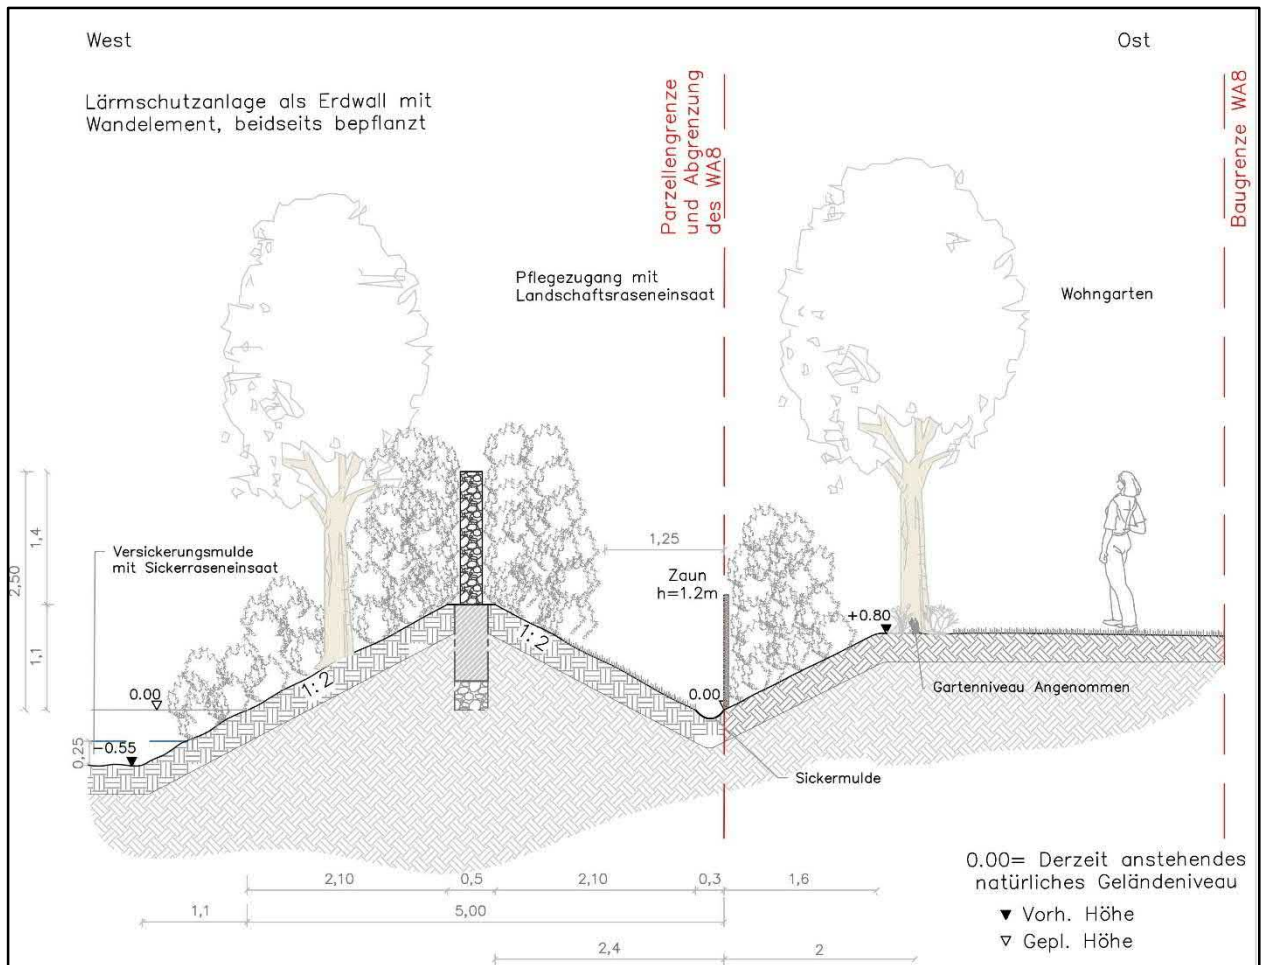 West
Ost
Lärmschutzanlage als Erdwall mit
Wandelement, beidseits bepflanzt
Parzellengrenze
und Abgrenzung
des WA8
Baugrenze WA8
Pflegezugang mit
Landschaftsraseneinsaat
Wohngarten
2,50
1,4
1,1
Versickerungsmulde
mit Sickerraseneinsaat
1,25
Zaun
h=1.2m
+0.80
1:2
1:2
0.00
0.00
Gartenniveau Angenommen
0,25
-0.55
Sickermulde
0.00= Derzeit anstehendes
natürliches Geländeniveau
▼ Vorh. Höhe
▽ Gepl. Höhe
2,10
0,5
2,10
0,3
1,6
1,1
5,00
2,4
2